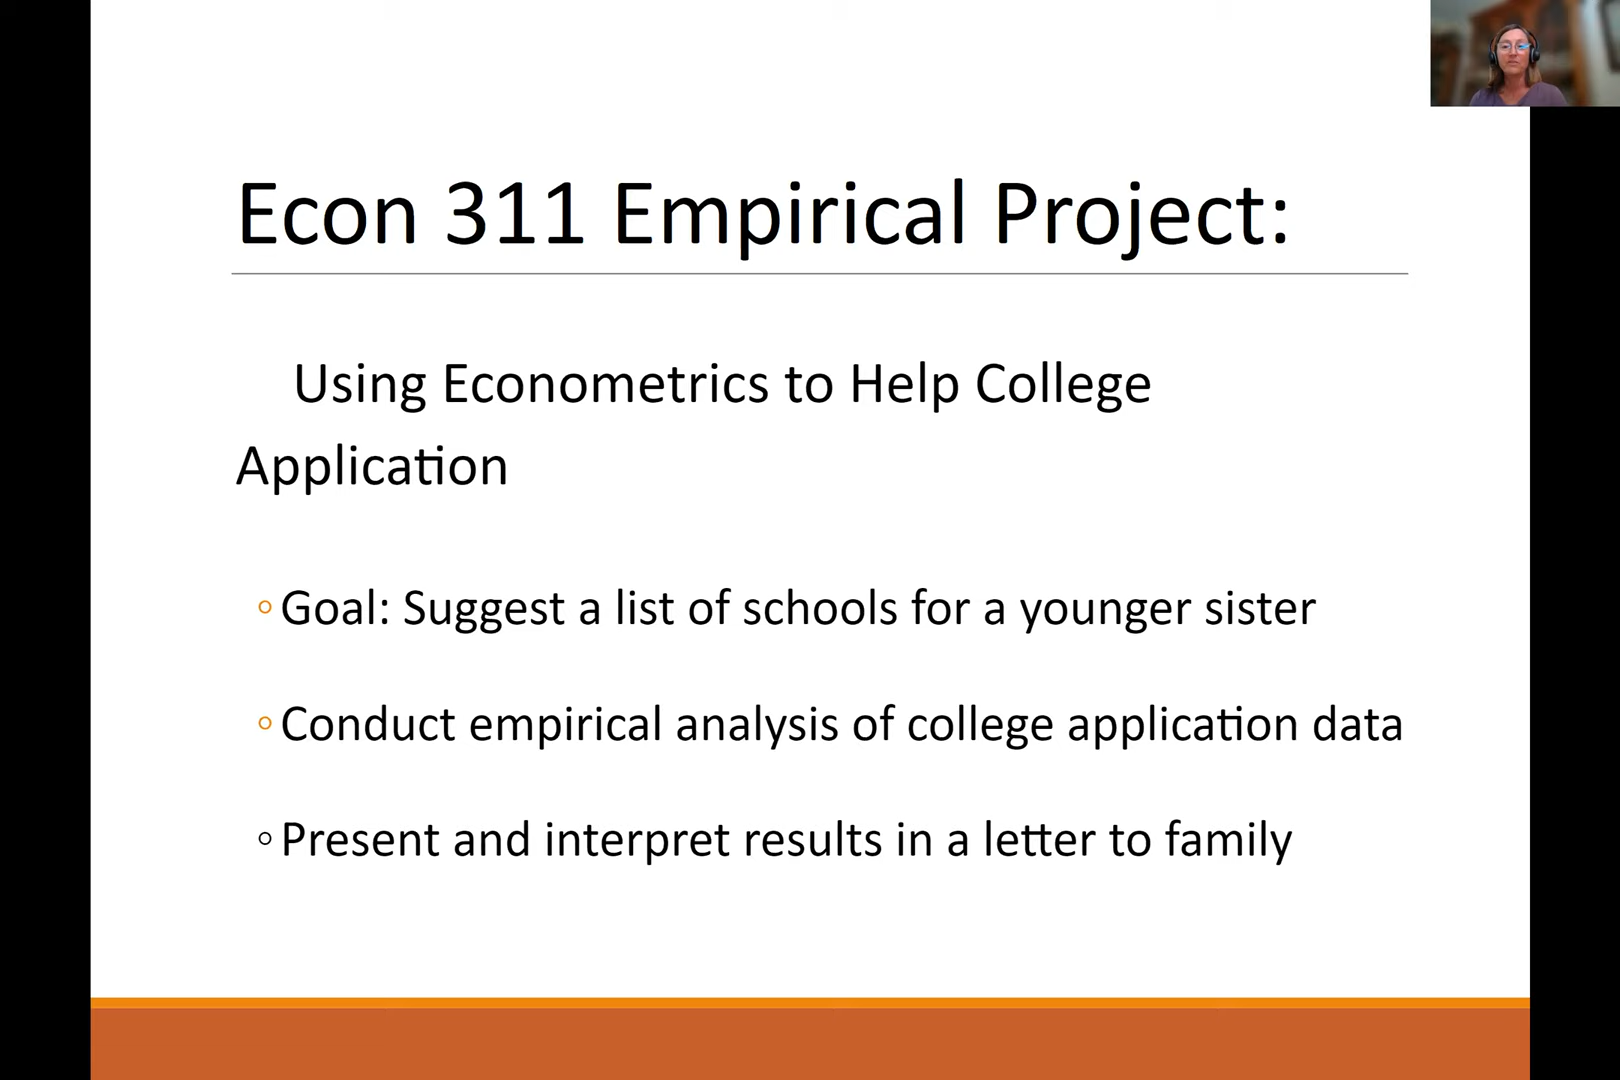 Econ 311 Empirical Project:
Using Econometrics to Help College
Application
◦Goal: Suggest a list of schools for a younger sister
◦Conduct empirical analysis of college application data
◦Present and interpret results in a letter to family